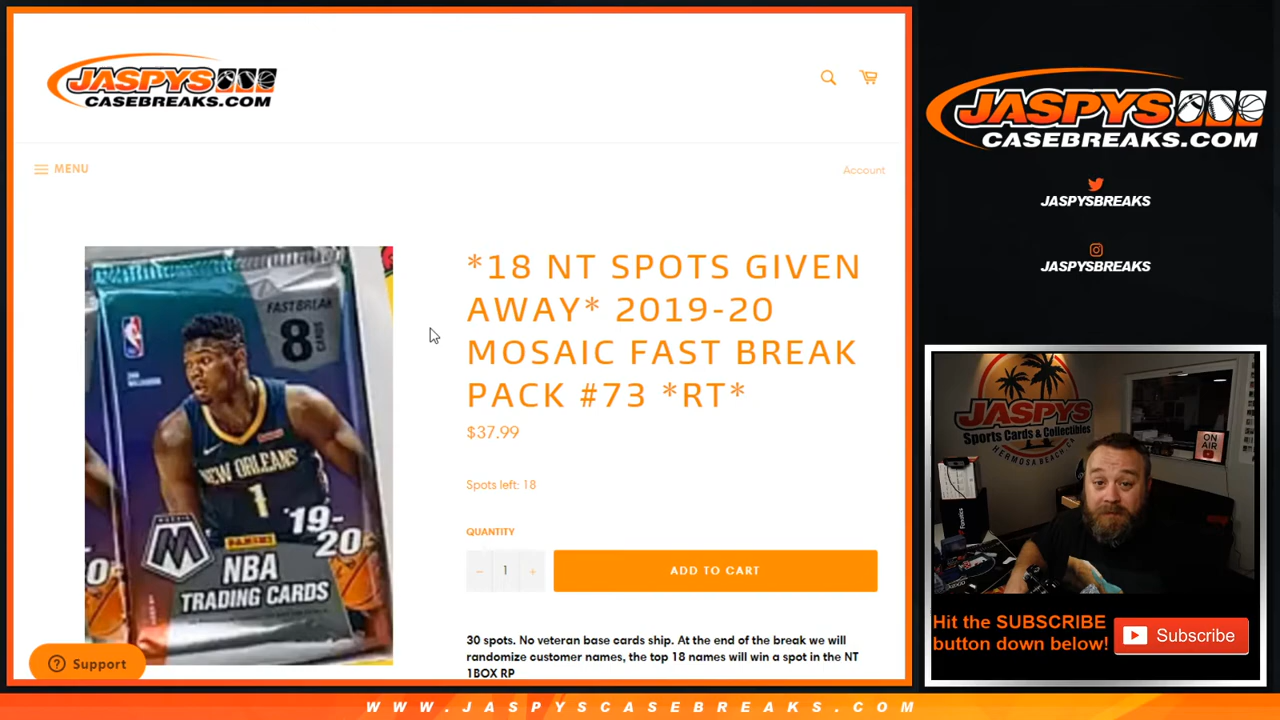 JASPYS
CASEBREAKS.COM
MENU
Account
FAST BREAK
8
CARDS
NEW ORLEANS
1
MOSAIC
M
'19-
20
PANINI
NBA
TRADING CARDS
Support
*18 NT SPOTS GIVEN
AWAY* 2019-20
MOSAIC FAST BREAK
PACK #73 *RT*
$37.99
Spots left: 18
QUANTITY
− 1 +
ADD TO CART
30 spots. No veteran base cards ship. At the end of the break we will
randomize customer names, the top 18 names will win a spot in the NT
1BOX RP
JASPYS
CASEBREAKS.COM
JASPYSBREAKS
JASPYSBREAKS
JASPYS
Sports Cards & Collectibles
HERMOSA BEACH, CA
ON
AIR
Fanatics
Hit the SUBSCRIBE
button down below!
Subscribe
WWW.JASPYSCASEBREAKS.COM